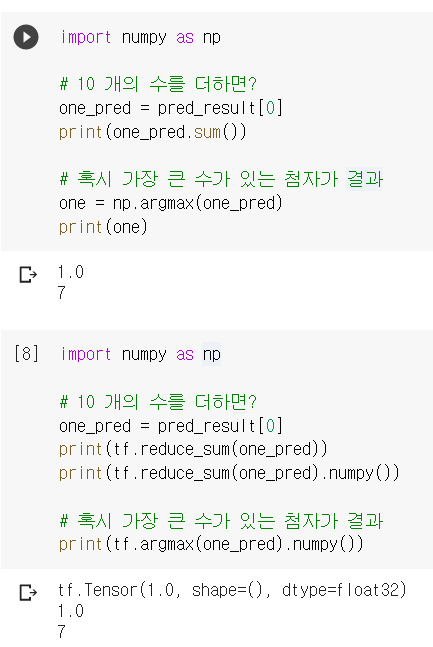 import numpy as np
# 10 개의 수를 더하면?
one_pred = pred_result[0]
print(one_pred.sum())
# 혹시 가장 큰 수가 있는 첨자가 결과
one = np.argmax(one_pred)
print(one)
1.0
7
[8] import numpy as np
# 10 개의 수를 더하면?
one_pred = pred_result[0]
print(tf.reduce_sum(one_pred))
print(tf.reduce_sum(one_pred).numpy())
# 혹시 가장 큰 수가 있는 첨자가 결과
print(tf.argmax(one_pred).numpy())
tf.Tensor(1.0, shape=(), dtype=float32)
1.0
7